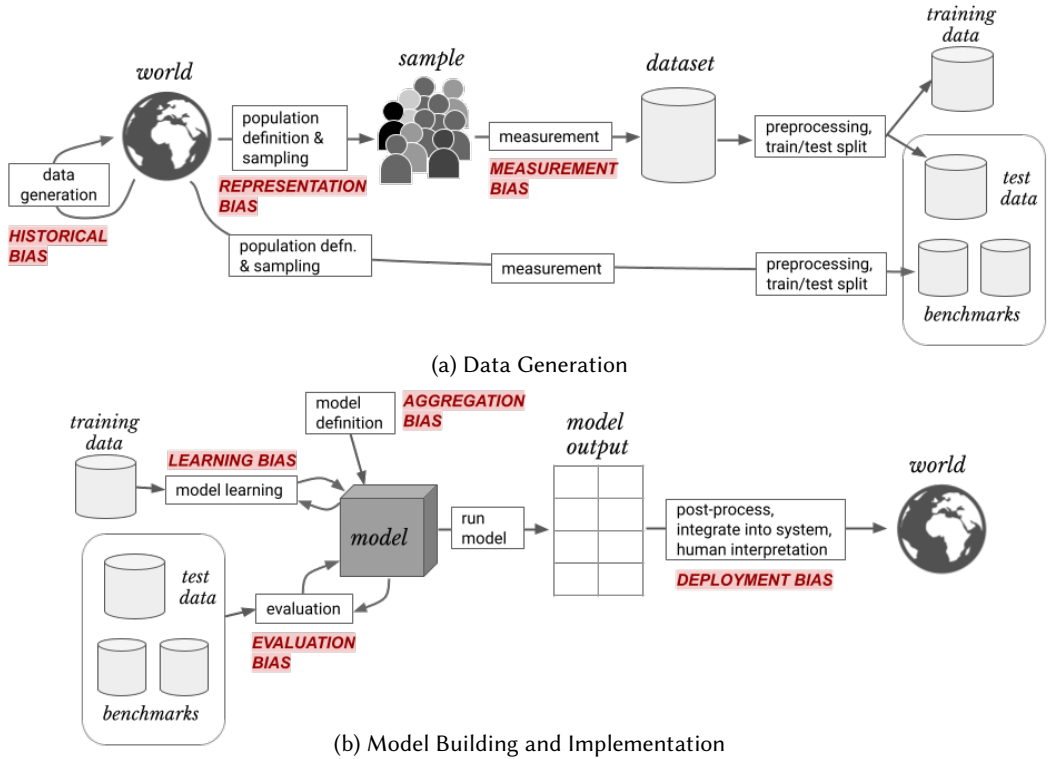 training
data
sample
world
dataset
population
definition &
sampling
measurement
preprocessing,
train/test split
data
generation
REPRESENTATION
BIAS
MEASUREMENT
BIAS
test
data
HISTORICAL
BIAS
population defn.
& sampling
measurement
preprocessing,
train/test split
benchmarks
(a) Data Generation
training
data
model
definition
AGGREGATION
BIAS
model
output
LEARNING BIAS
model learning
world
model
run
model
post-process,
integrate into system,
human interpretation
DEPLOYMENT BIAS
test
data
evaluation
EVALUATION
BIAS
benchmarks
(b) Model Building and Implementation